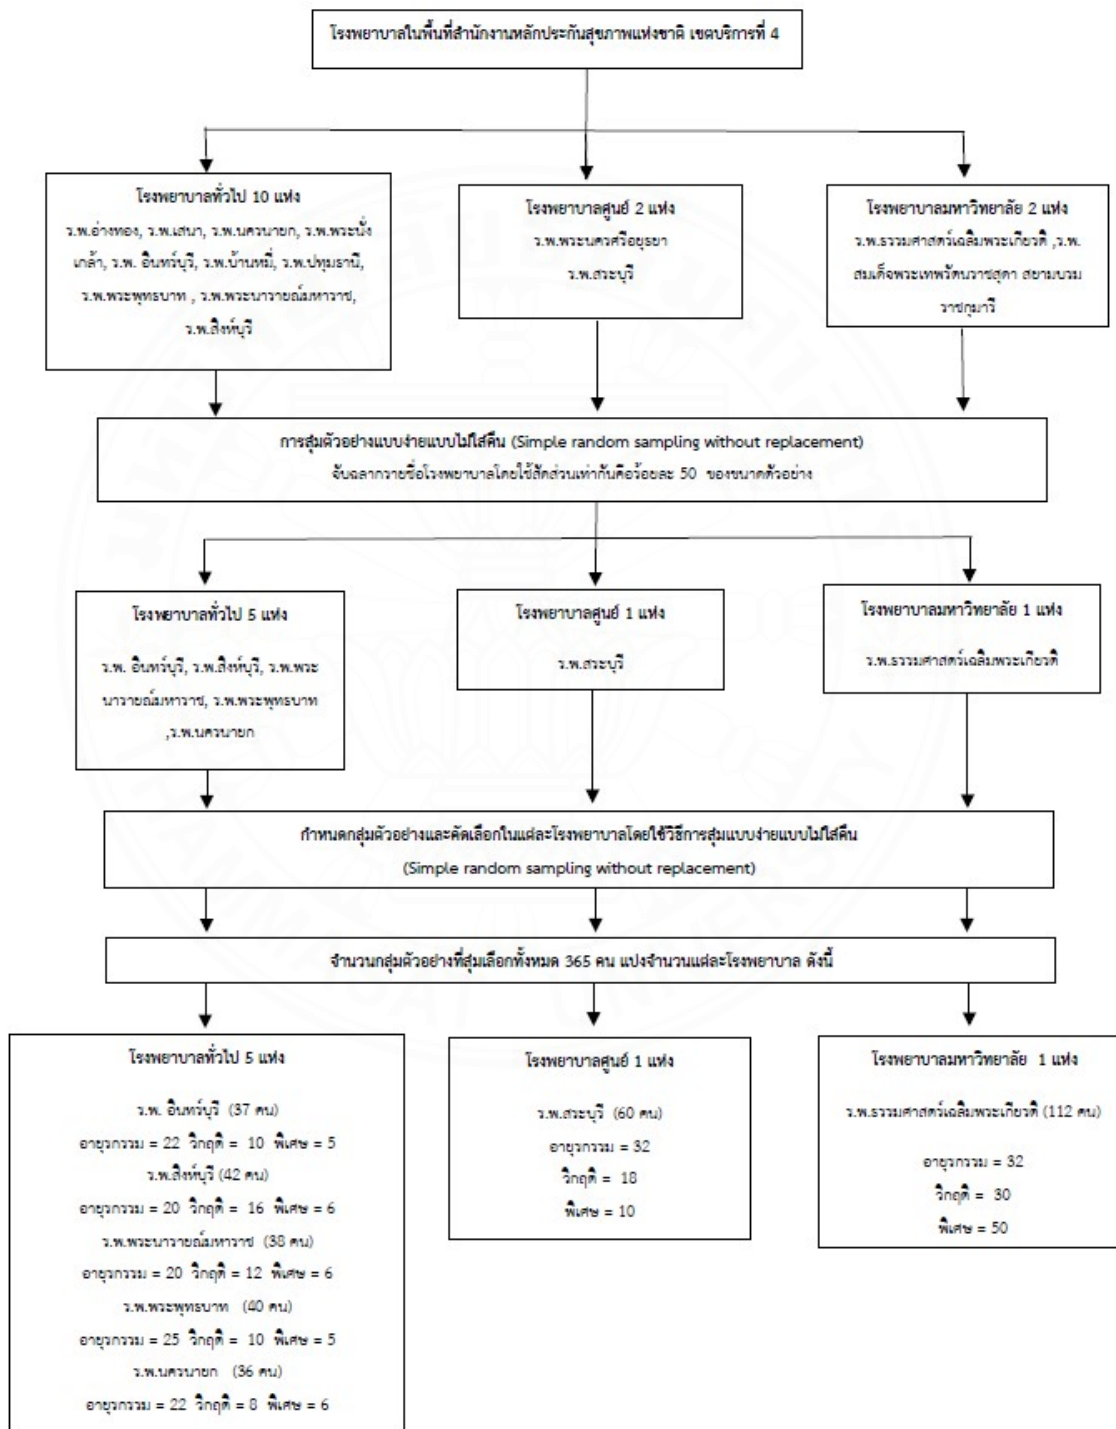 โรงพยาบาลในพื้นที่สำนักงานหลักประกันสุขภาพแห่งชาติ เขตบริการที่ 4
โรงพยาบาลทั่วไป 10 แห่ง
ร.พ.อ่างทอง, ร.พ.เสนา, ร.พ.นครนายก, ร.พ.พระนั่ง
เกล้า, ร.พ. อินทร์บุรี, ร.พ.บ้านหมี่, ร.พ.ปทุมธานี,
ร.พ.พระพุทธบาท , ร.พ.พระนารายณ์มหาราช,
ร.พ.สิงห์บุรี
โรงพยาบาลศูนย์ 2 แห่ง
ร.พ.พระนครศรีอยุธยา
ร.พ.สระบุรี
โรงพยาบาลมหาวิทยาลัย 2 แห่ง
ร.พ.ธรรมศาสตร์เฉลิมพระเกียรติ ,ร.พ.
สมเด็จพระเทพรัตนราชสุดา สยามบรม
ราชกุมารี
การสุ่มตัวอย่างแบบง่ายแบบไม่ใส่คืน (Simple random sampling without replacement)
จับฉลากรายชื่อโรงพยาบาลโดยใช้สัดส่วนเท่ากันคือร้อยละ 50 ของขนาดตัวอย่าง
โรงพยาบาลทั่วไป 5 แห่ง
ร.พ. อินทร์บุรี, ร.พ.สิงห์บุรี, ร.พ.พระ
นารายณ์มหาราช, ร.พ.พระพุทธบาท
,ร.พ.นครนายก
โรงพยาบาลศูนย์ 1 แห่ง
ร.พ.สระบุรี
โรงพยาบาลมหาวิทยาลัย 1 แห่ง
ร.พ.ธรรมศาสตร์เฉลิมพระเกียรติ
กำหนดกลุ่มตัวอย่างและคัดเลือกในแต่ละโรงพยาบาลโดยใช้วิธีการสุ่มแบบง่ายแบบไม่ใส่คืน
(Simple random sampling without replacement)
จำนวนกลุ่มตัวอย่างที่สุ่มเลือกทั้งหมด 365 คน แบ่งจำนวนแต่ละโรงพยาบาล ดังนี้
โรงพยาบาลทั่วไป 5 แห่ง
ร.พ. อินทร์บุรี (37 คน)
อายุรกรรม = 22 วิกฤติ = 10 พิเศษ = 5
ร.พ.สิงห์บุรี (42 คน)
อายุรกรรม = 20 วิกฤติ = 16 พิเศษ = 6
ร.พ.พระนารายณ์มหาราช (38 คน)
อายุรกรรม = 20 วิกฤติ = 12 พิเศษ = 6
ร.พ.พระพุทธบาท (40 คน)
อายุรกรรม = 25 วิกฤติ = 10 พิเศษ = 5
ร.พ.นครนายก (36 คน)
อายุรกรรม = 22 วิกฤติ = 8 พิเศษ = 6
โรงพยาบาลศูนย์ 1 แห่ง
ร.พ.สระบุรี (60 คน)
อายุรกรรม = 32
วิกฤติ = 18
พิเศษ = 10
โรงพยาบาลมหาวิทยาลัย 1 แห่ง
ร.พ.ธรรมศาสตร์เฉลิมพระเกียรติ (112 คน)
อายุรกรรม = 32
วิกฤติ = 30
พิเศษ = 50